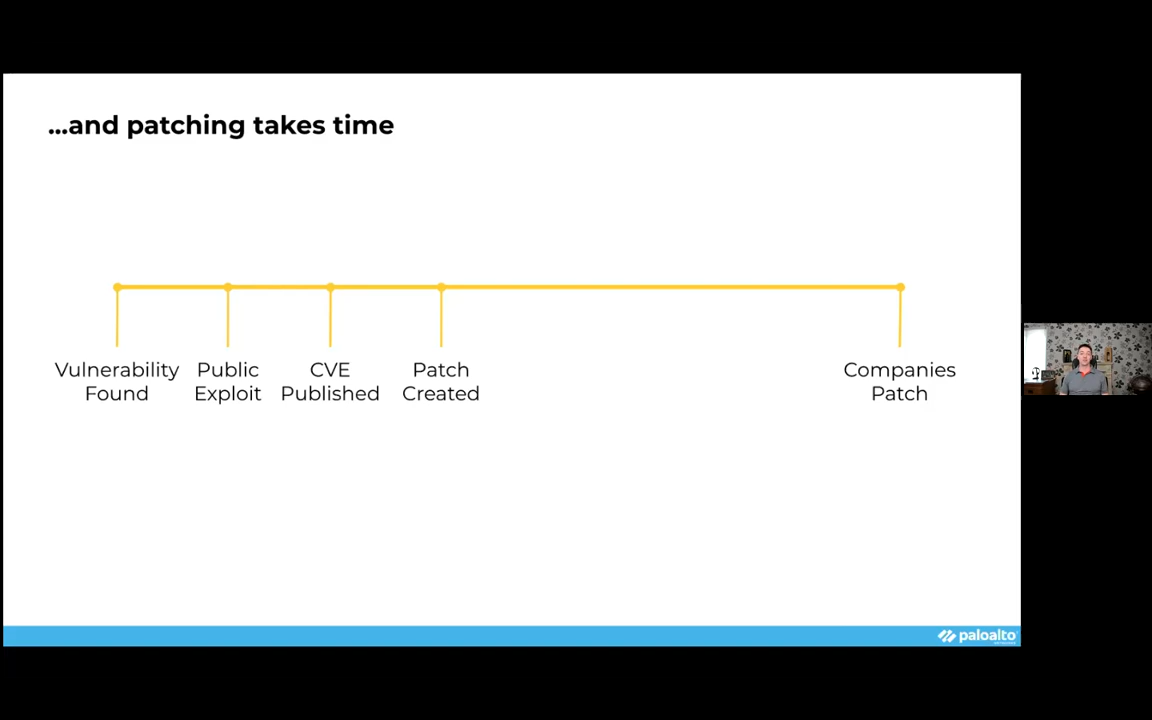 ...and patching takes time
Vulnerability
Found
Public
Exploit
CVE
Published
Patch
Created
Companies
Patch
paloalto